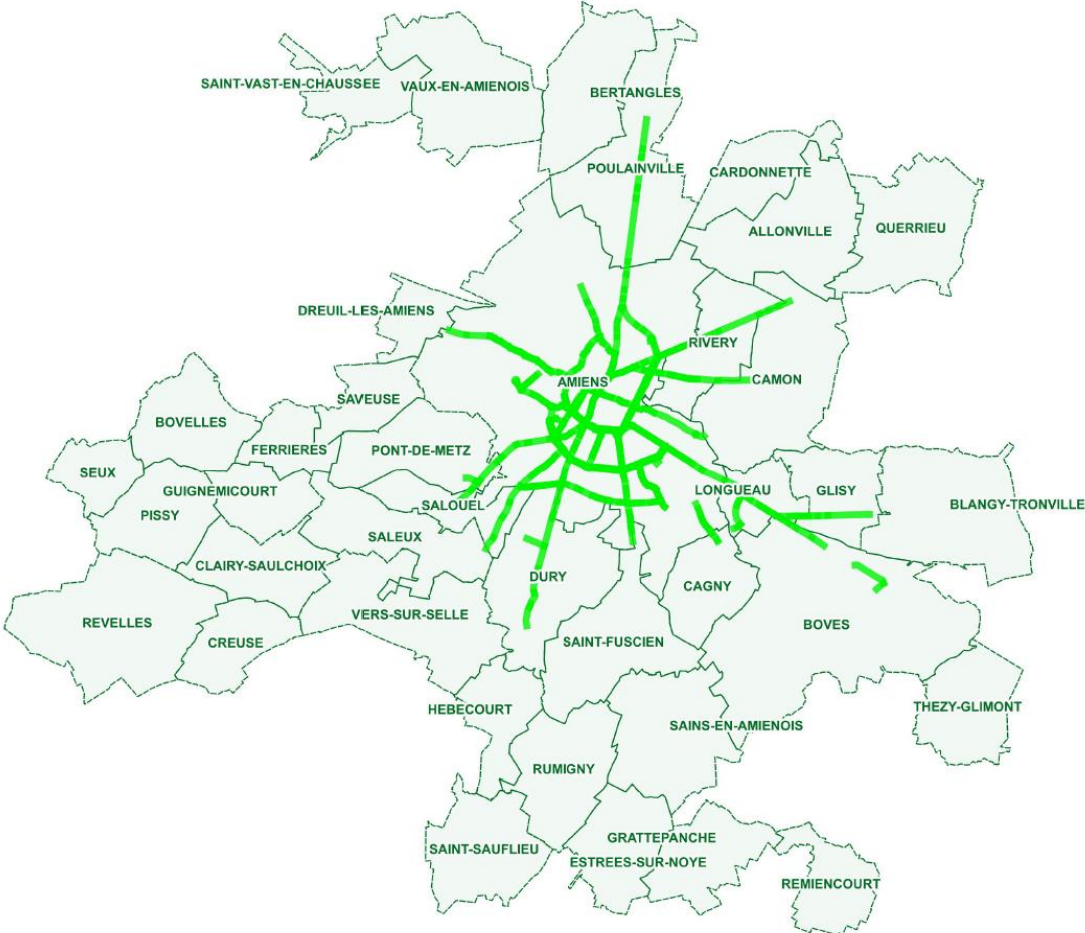 SAINT-VAST-EN-CHAUSSEE
VAUX-EN-AMIENOIS
BERTANGLES
POULAINVILLE
CARDONNETTE
ALLONVILLE
QUERRIEU
DREUIL-LES-AMIENS
RIVERY
AMIENS
CAMON
SAVEUSE
BOVELLES
FERRIERES
PONT-DE-METZ
SEUX
GUIGNEMICOURT
LONGUEAU
GLISY
BLANGY-TRONVILLE
PISSY
SALOUEL
SALEUX
CLAIRY-SAULCHOIX
DURY
CAGNY
VERS-SUR-SELLE
REVELLES
CREUSE
SAINT-FUSCIEN
BOVES
HEBECOURT
THEZY-GLIMONT
SAINS-EN-AMIENOIS
RUMIGNY
GRATTEPANCHE
SAINT-SAUFLIEU
ESTREES-SUR-NOYE
REMIENCOURT